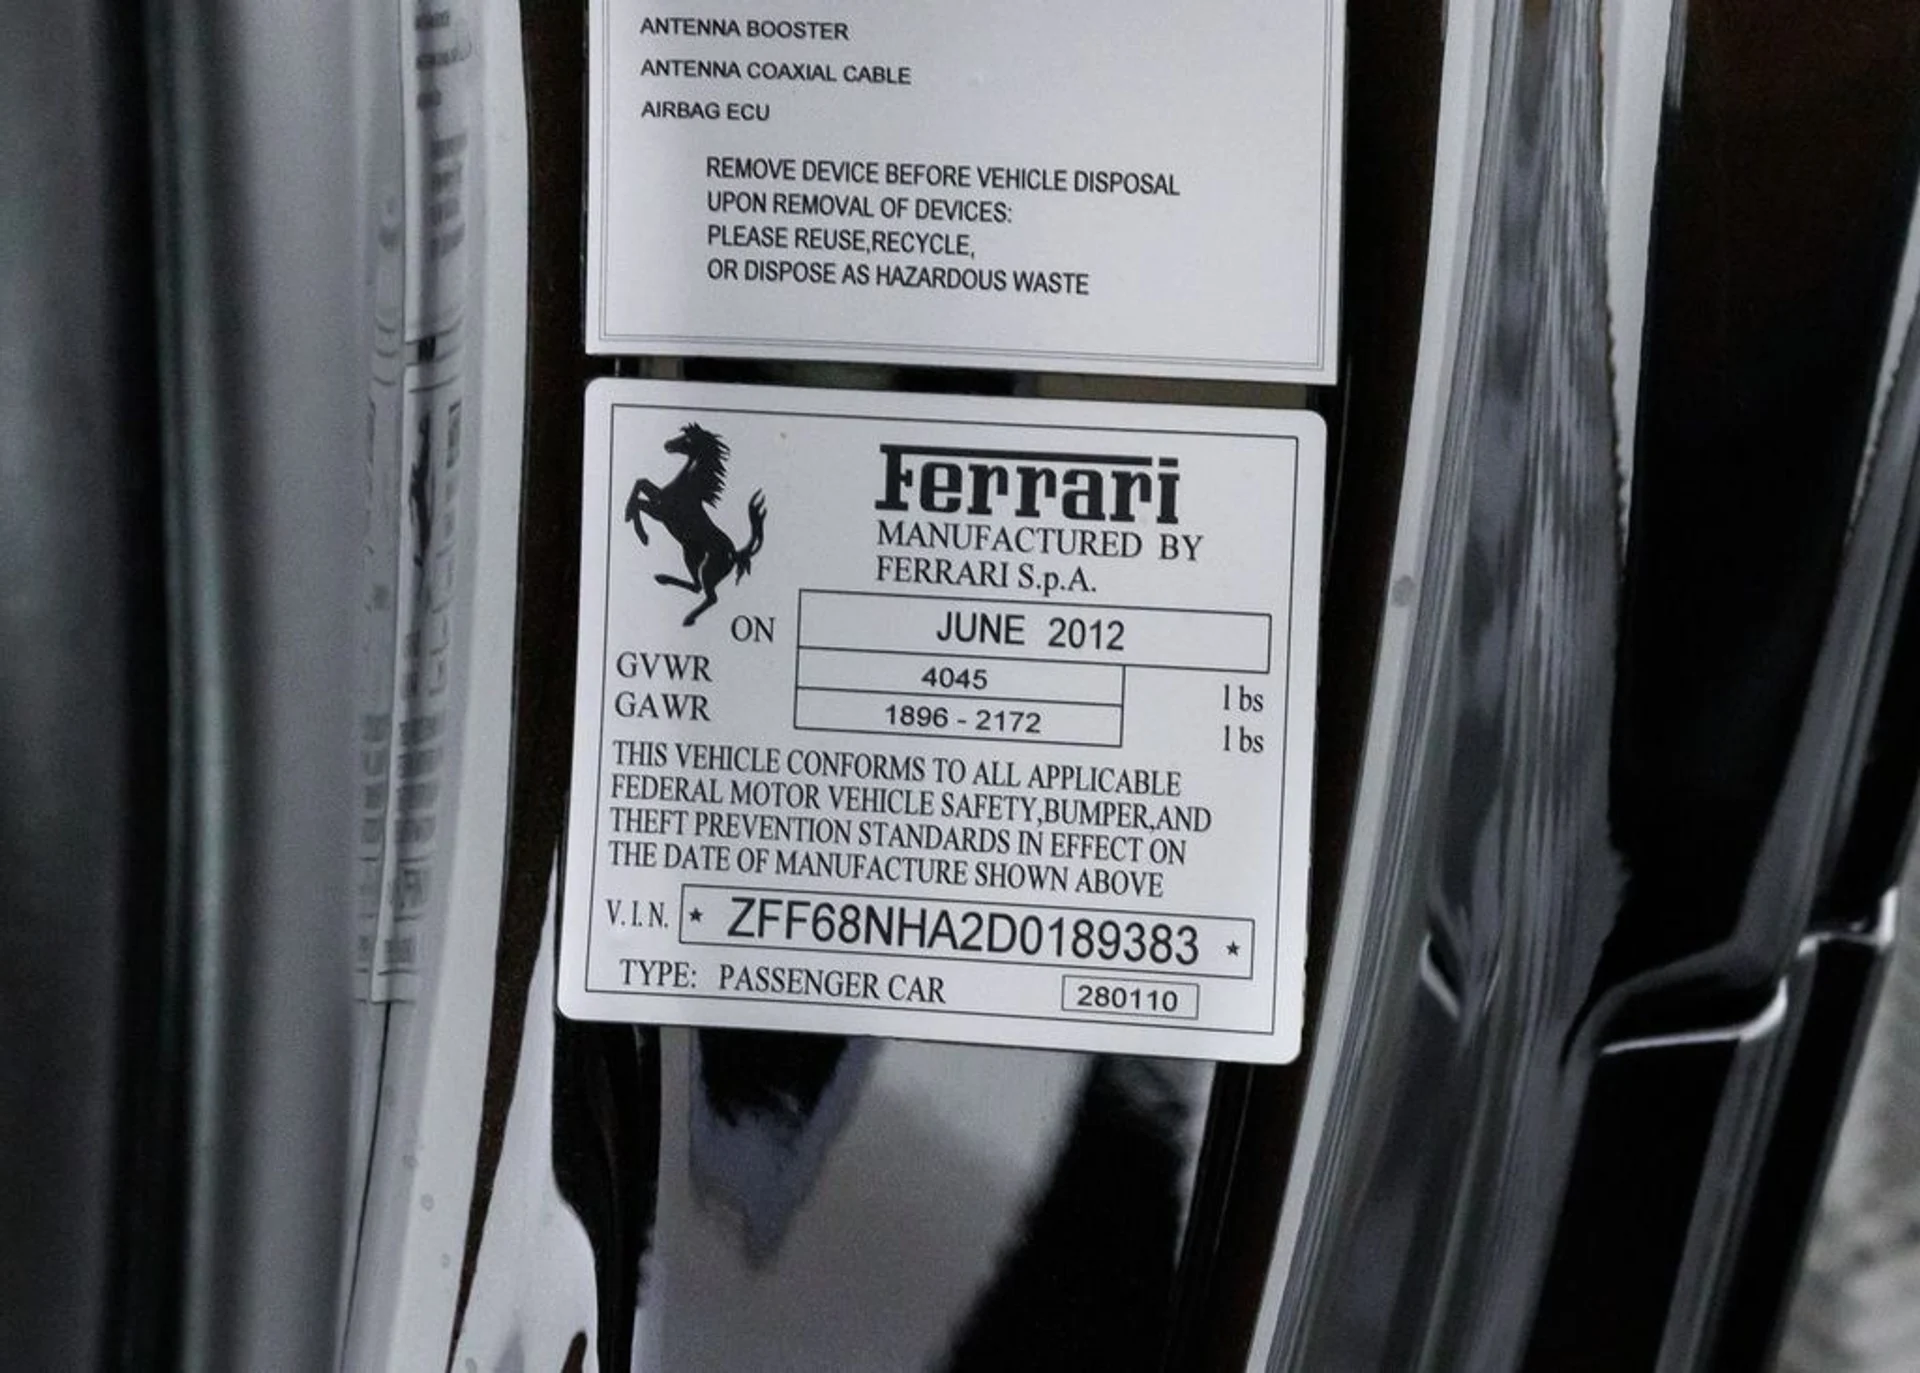 ANTENNA BOOSTER
ANTENNA COAXIAL CABLE
AIRBAG ECU
REMOVE DEVICE BEFORE VEHICLE DISPOSAL
UPON REMOVAL OF DEVICES:
PLEASE REUSE,RECYCLE,
OR DISPOSE AS HAZARDOUS WASTE
Ferrari
MANUFACTURED BY
FERRARI S.p.A.
ON JUNE 2012
GVWR 4045 lbs
GAWR 1896 - 2172 lbs
THIS VEHICLE CONFORMS TO ALL APPLICABLE
FEDERAL MOTOR VEHICLE SAFETY,BUMPER,AND
THEFT PREVENTION STANDARDS IN EFFECT ON
THE DATE OF MANUFACTURE SHOWN ABOVE
V.I.N. * ZFF68NHA2D0189383 *
TYPE: PASSENGER CAR 280110